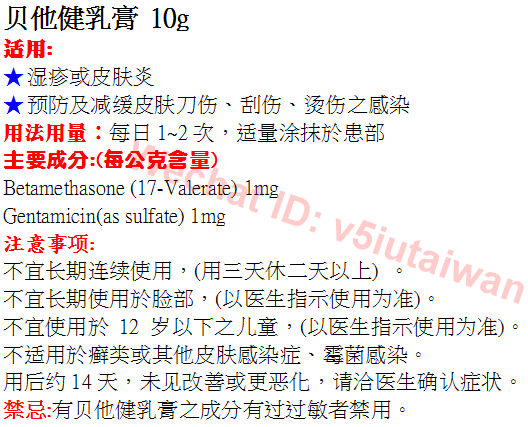 贝他健乳膏 10g
适用:
★湿疹或皮肤炎
★预防及减缓皮肤刀伤、刮伤、烫伤之感染
用法用量：每日 1~2 次，适量涂抹於患部
主要成分:(每公克含量)
Betamethasone (17-Valerate) 1mg
Gentamicin(as sulfate) 1mg
注意事项:
不宜长期连续使用，(用三天休二天以上) 。
不宜长期使用於脸部，(以医生指示使用为准)。
不宜使用於 12 岁以下之儿童，(以医生指示使用为准)。
不适用於癣类或其他皮肤感染症、霉菌感染。
用后约 14 天，未见改善或更恶化，请洽医生确认症状。
禁忌:有贝他健乳膏之成分有过过敏者禁用。
wechat ID: v5iutaiwan